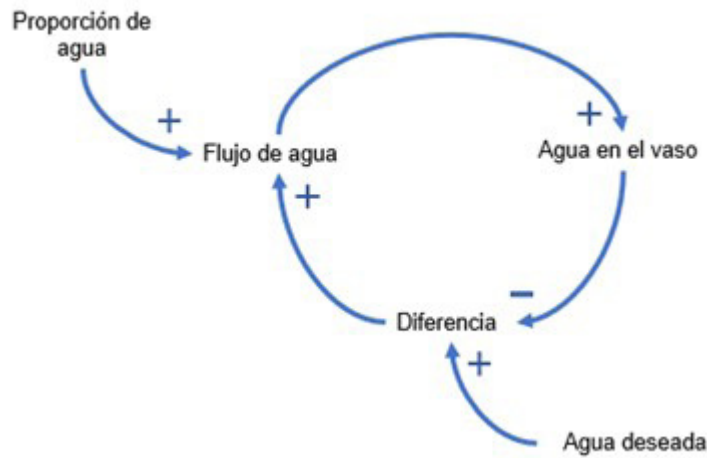 Proporción de
agua
+
Flujo de agua
+
Agua en el vaso
+
−
Diferencia
+
Agua deseada